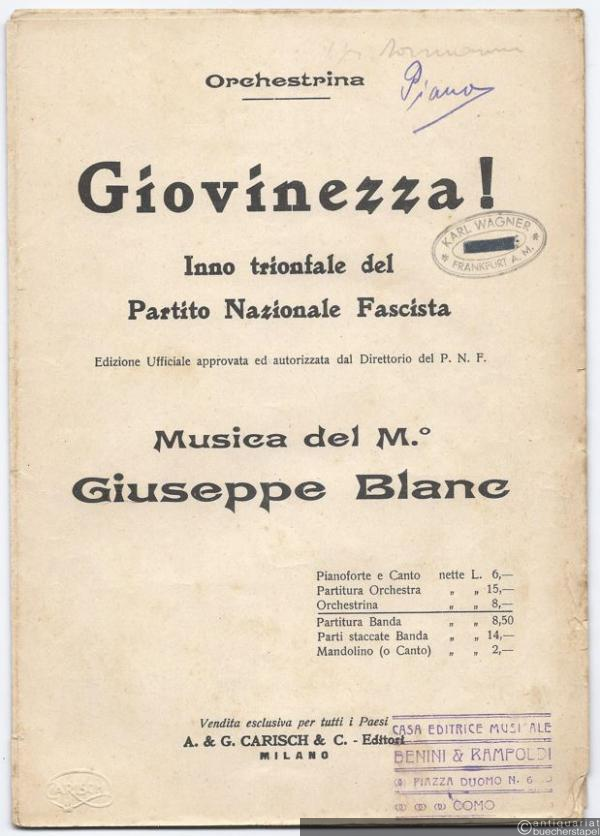 Orchestrina
Piano
Giovinezza!
KARL WAGNER
FRANKFURT A. M.
Inno trionfale del
Partito Nazionale Fascista
Edizione Ufficiale approvata ed autorizzata dal Direttorio del P. N. F.
Musica del M.º
Giuseppe Blanc
Pianoforte e Canto nette L. 6,—
Partitura Orchestra „ „ 15,—
Orchestrina „ „ 8,—
Partitura Banda „ „ 8,50
Parti staccate Banda „ „ 14,—
Mandolino (o Canto) „ „ 2,—
Vendita esclusiva per tutti i Paesi
A. & G. CARISCH & C. - Editori
MILANO
CASA EDITRICE MUSICALE
BENINI & RAMPOLDI
PIAZZA DUOMO N. 6
COMO
CARISCH
antiquariat
buecherstapel